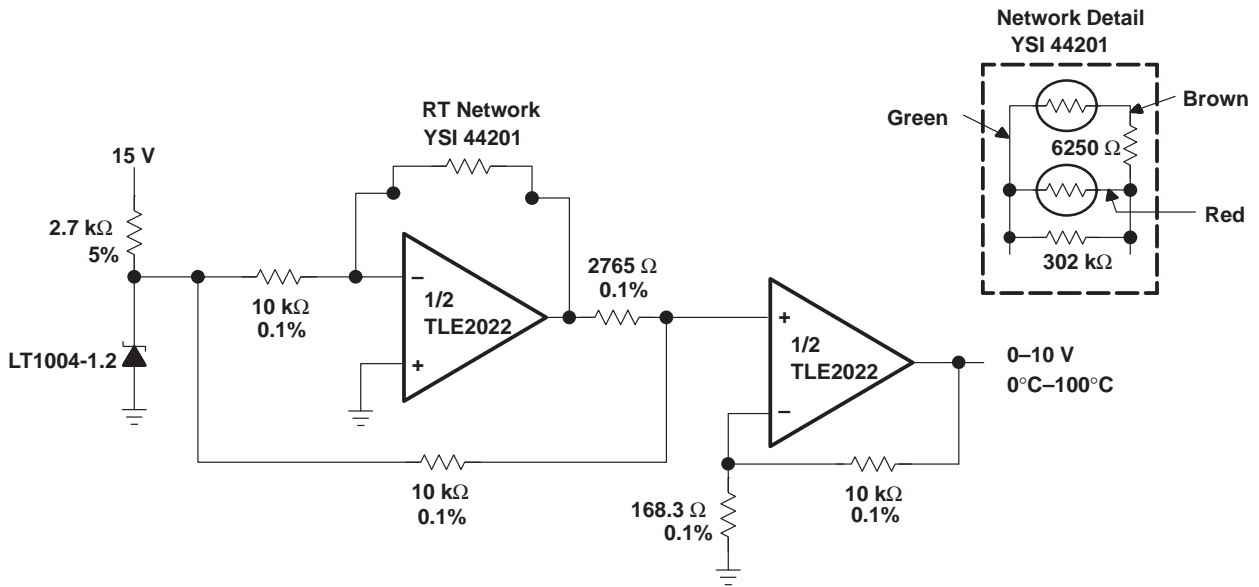 Network Detail
YSI 44201
Green
Brown
6250 Ω
Red
302 kΩ
RT Network
YSI 44201
15 V
2.7 kΩ
5%
10 kΩ
0.1%
LT1004-1.2
−
1/2
TLE2022
+
2765 Ω
0.1%
10 kΩ
0.1%
+
1/2
TLE2022
−
0–10 V
0°C–100°C
168.3 Ω
0.1%
10 kΩ
0.1%